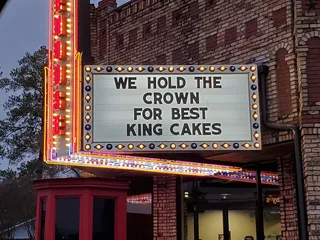 WE HOLD THE
CROWN
FOR BEST
KING CAKES